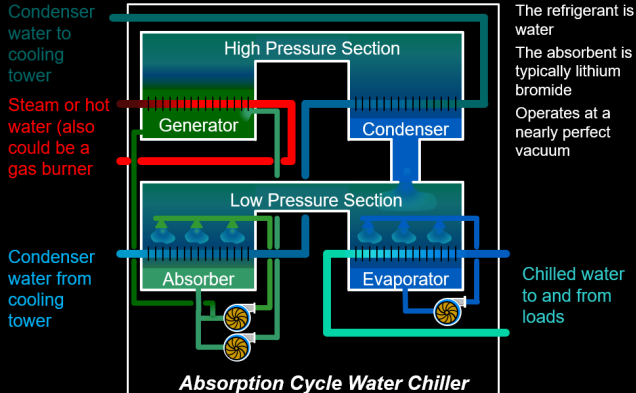 Condenser
water to
cooling
tower
Steam or hot
water (also
could be a
gas burner
Condenser
water from
cooling
tower
High Pressure Section
Generator
Condenser
Low Pressure Section
Absorber
Evaporator
Absorption Cycle Water Chiller
The refrigerant is
water
The absorbent is
typically lithium
bromide
Operates at a
nearly perfect
vacuum
Chilled water
to and from
loads